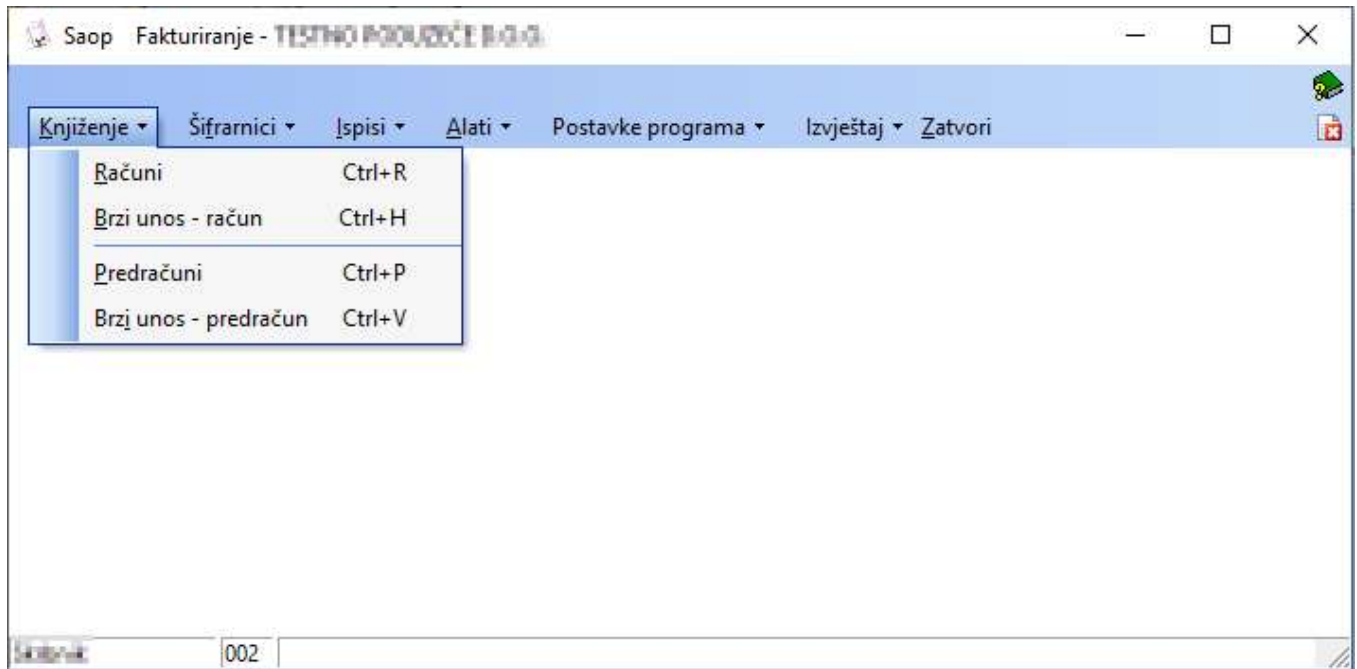 Saop Fakturiranje -
Knjiženje Šifrarnici Ispisi Alati Postavke programa Izvještaj Zatvori
Računi Ctrl+R
Brzi unos - račun Ctrl+H
Predračuni Ctrl+P
Brzi unos - predračun Ctrl+V
002